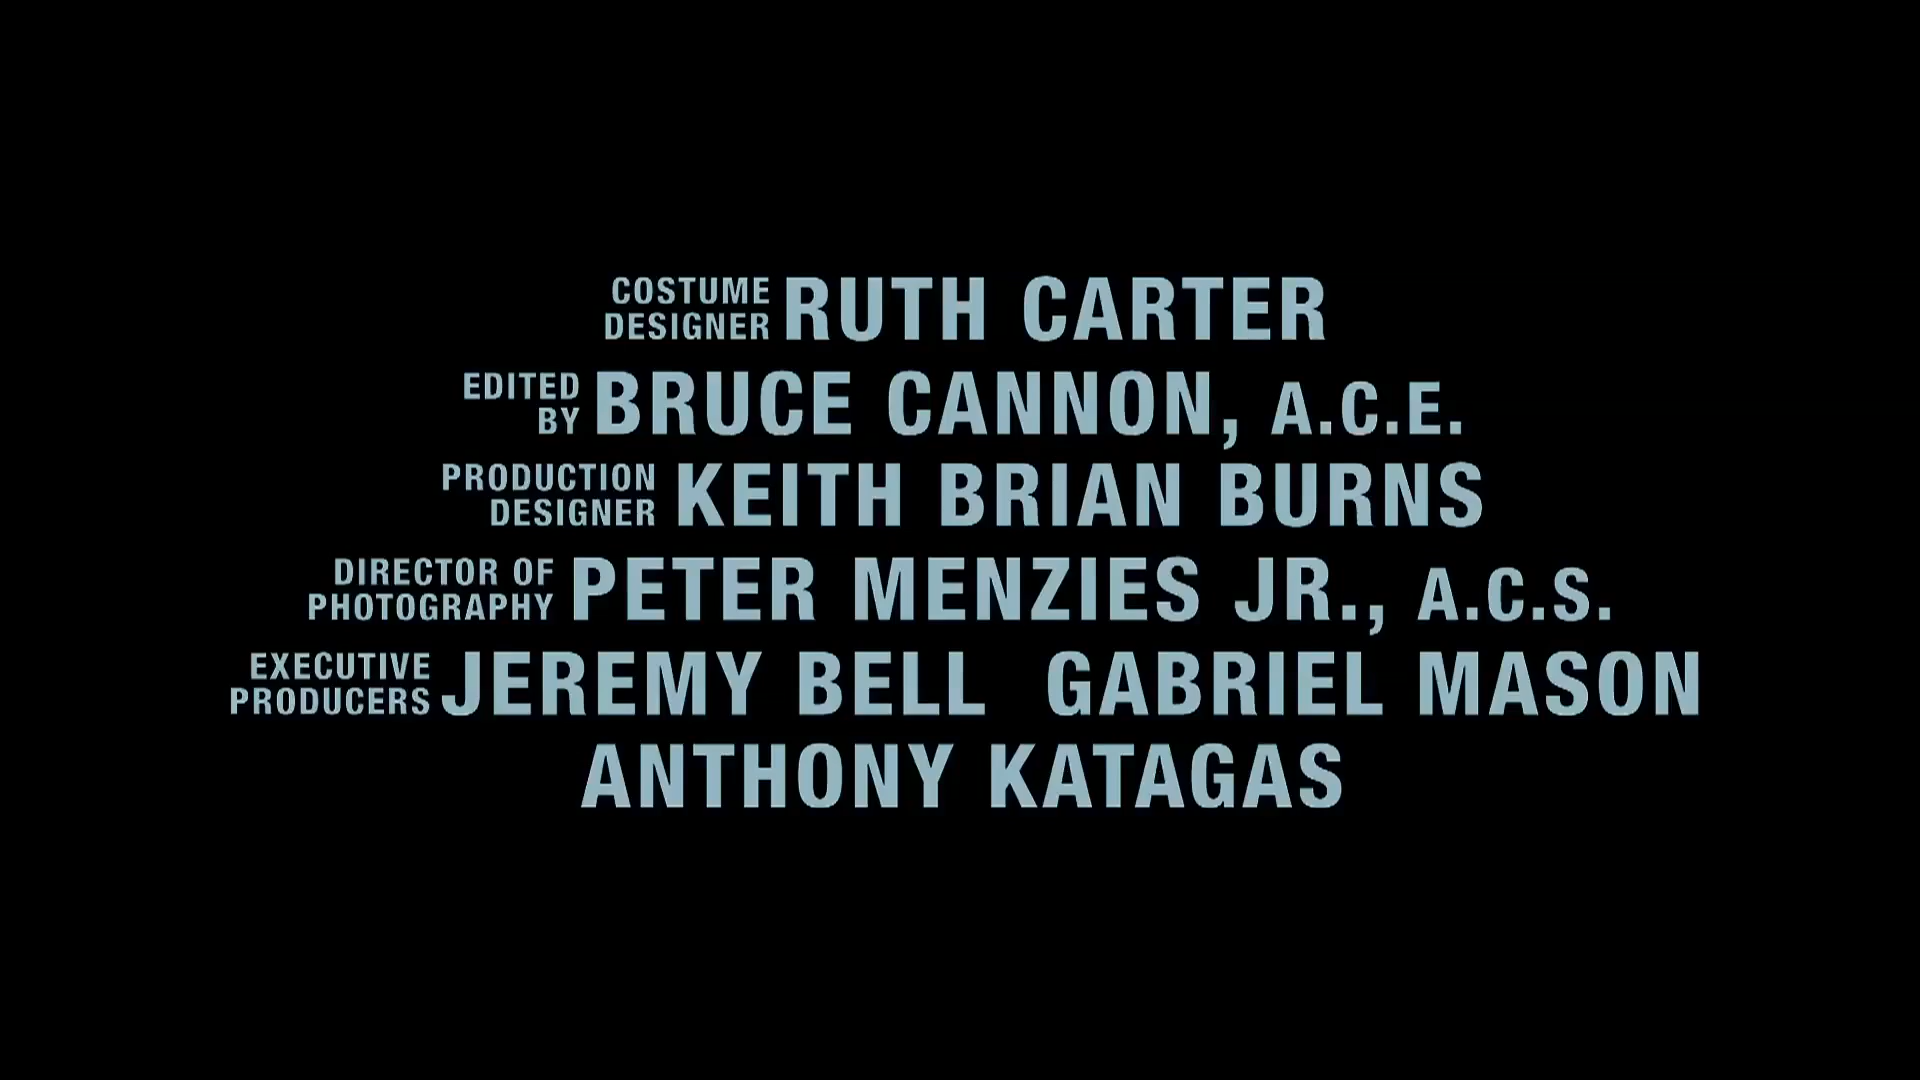 COSTUME DESIGNER RUTH CARTER
EDITED BY BRUCE CANNON, A.C.E.
PRODUCTION DESIGNER KEITH BRIAN BURNS
DIRECTOR OF PHOTOGRAPHY PETER MENZIES JR., A.C.S.
EXECUTIVE PRODUCERS JEREMY BELL GABRIEL MASON
ANTHONY KATAGAS